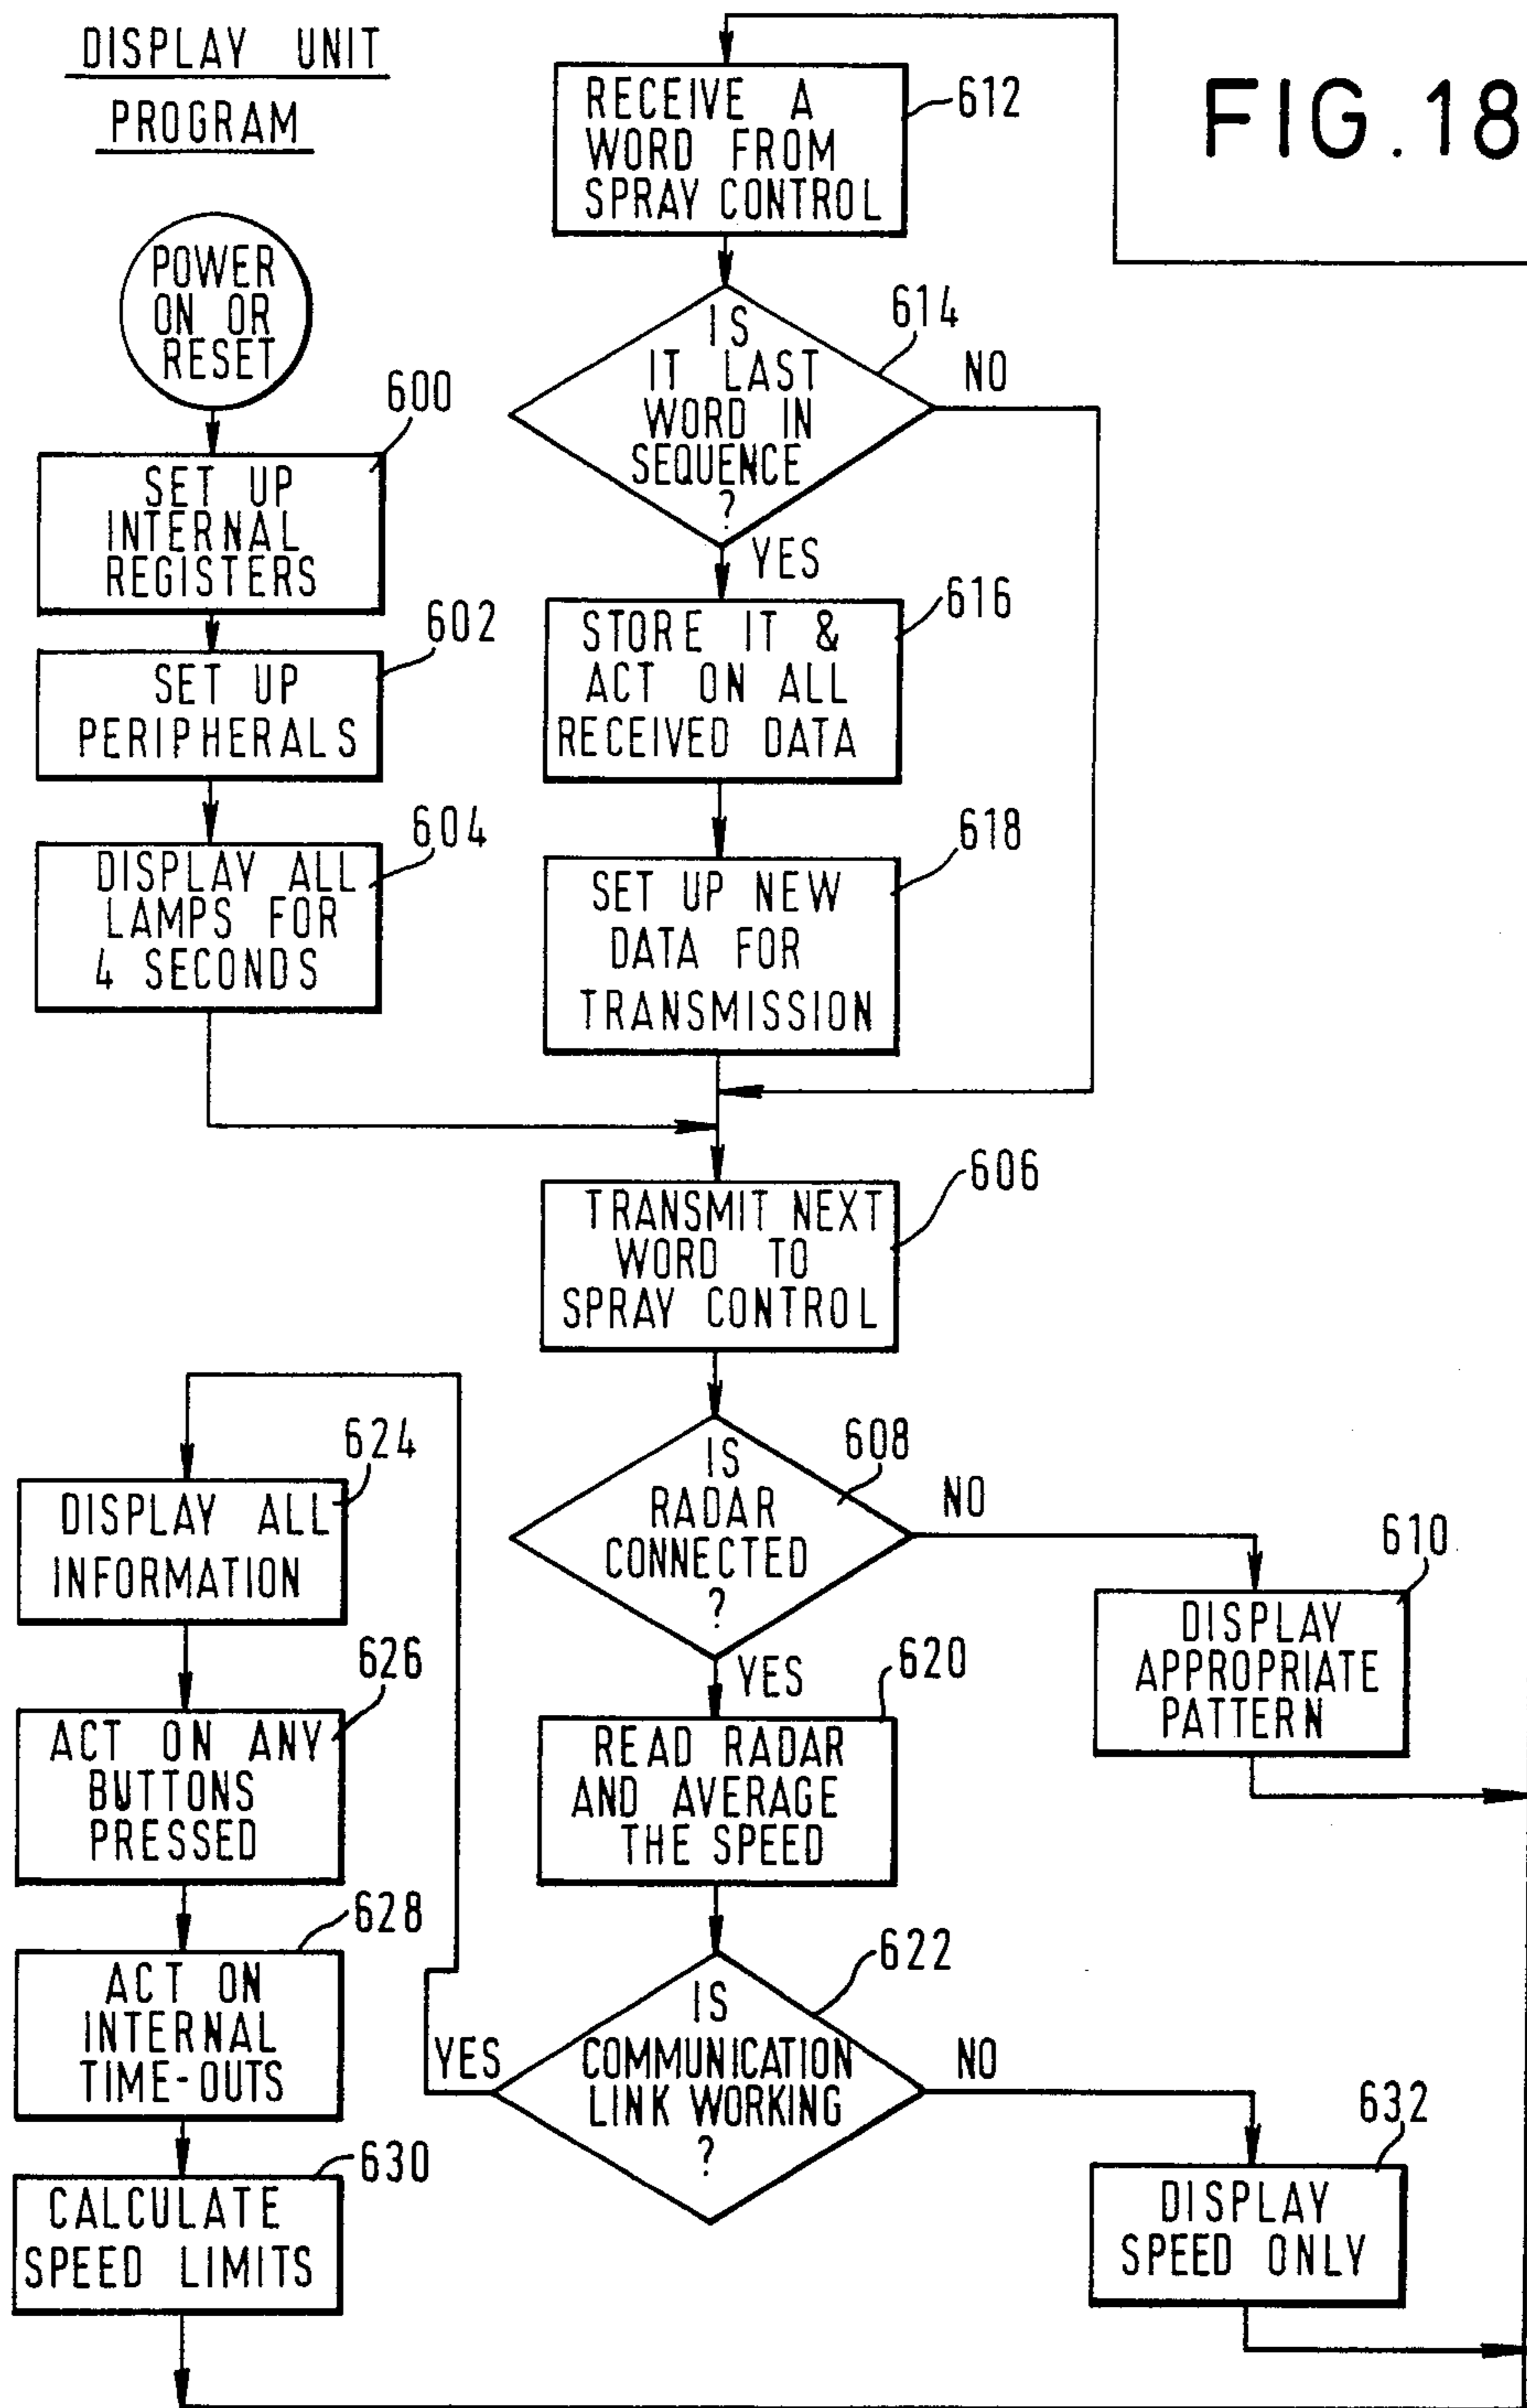 DISPLAY UNIT
PROGRAM
FIG.18
POWER
ON OR
RESET
600
SET UP
INTERNAL
REGISTERS
602
SET UP
PERIPHERALS
604
DISPLAY ALL
LAMPS FOR
4 SECONDS
612
RECEIVE A
WORD FROM
SPRAY CONTROL
614
IS
IT LAST
WORD IN
SEQUENCE
?
NO
YES
616
STORE IT &
ACT ON ALL
RECEIVED DATA
618
SET UP NEW
DATA FOR
TRANSMISSION
606
TRANSMIT NEXT
WORD TO
SPRAY CONTROL
608
IS
RADAR
CONNECTED
?
NO
YES
610
DISPLAY
APPROPRIATE
PATTERN
620
READ RADAR
AND AVERAGE
THE SPEED
622
IS
COMMUNICATION
LINK WORKING
?
YES
NO
632
DISPLAY
SPEED ONLY
624
DISPLAY ALL
INFORMATION
626
ACT ON ANY
BUTTONS
PRESSED
628
ACT ON
INTERNAL
TIME-OUTS
630
CALCULATE
SPEED LIMITS